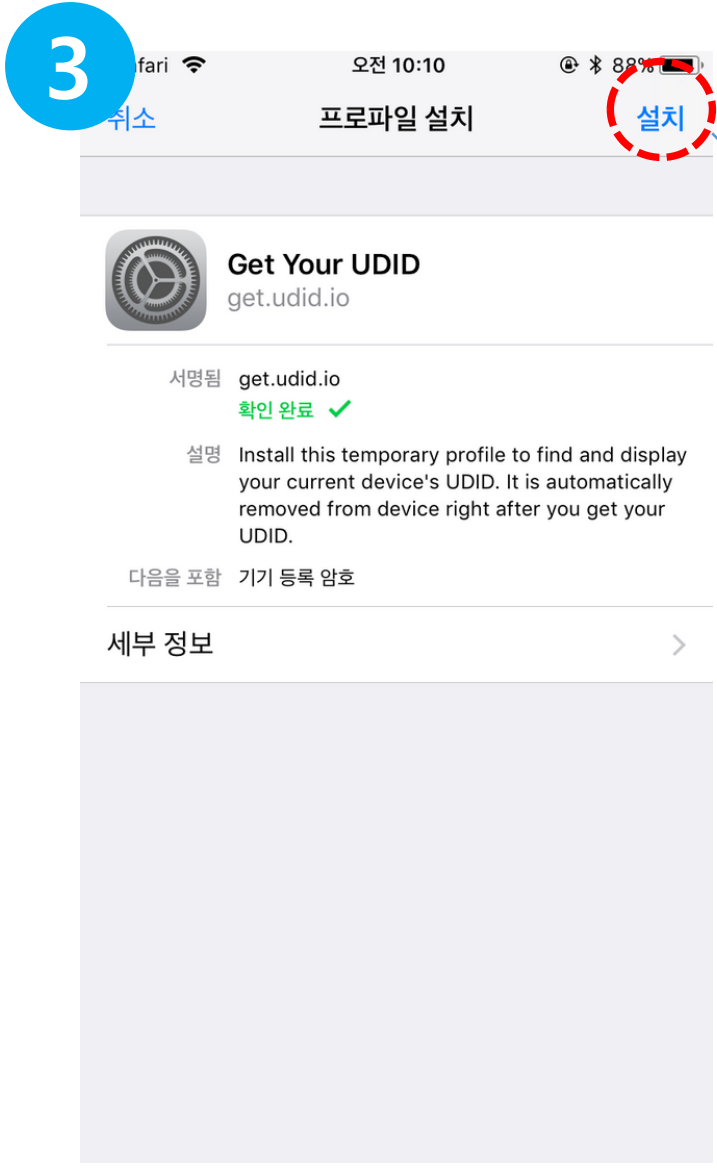 3
fari 오전 10:10 88%
취소 프로파일 설치 설치
Get Your UDID
get.udid.io
서명됨 get.udid.io
확인 완료
설명 Install this temporary profile to find and display
your current device's UDID. It is automatically
removed from device right after you get your
UDID.
다음을 포함 기기 등록 암호
세부 정보